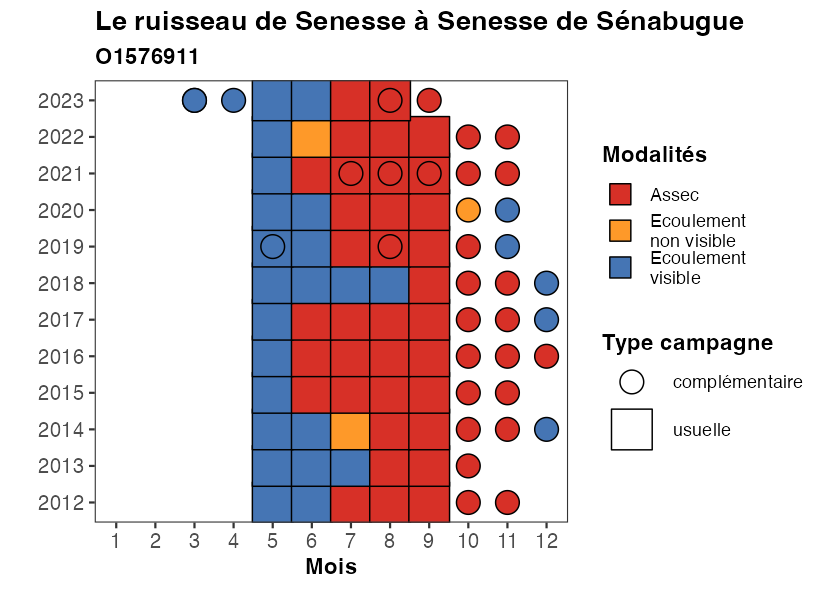 Le ruisseau de Senesse à Senesse de Sénabugue
O1576911
2023
2022
2021
2020
2019
2018
2017
2016
2015
2014
2013
2012
1 2 3 4 5 6 7 8 9 10 11 12
Mois
Modalités
Assec
Ecoulement
non visible
Ecoulement
visible
Type campagne
complémentaire
usuelle